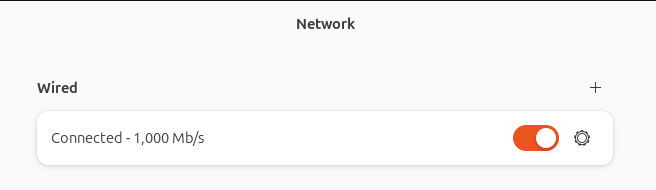 Network
Wired
Connected - 1,000 Mb/s